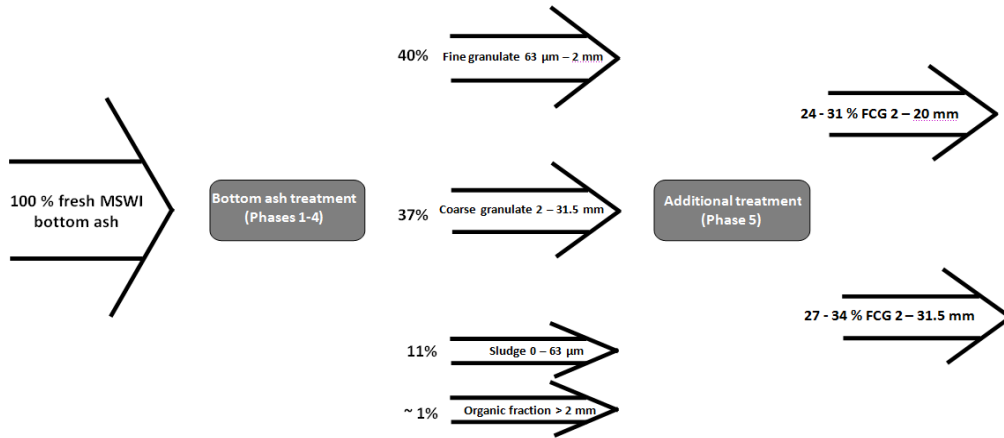 100 % fresh MSWI
bottom ash
Bottom ash treatment
(Phases 1-4)
40%
Fine granulate 63 µm – 2 mm
37%
Coarse granulate 2 – 31.5 mm
11%
Sludge 0 – 63 µm
~ 1%
Organic fraction > 2 mm
Additional treatment
(Phase 5)
24 - 31 % FCG 2 – 20 mm
27 - 34 % FCG 2 – 31.5 mm